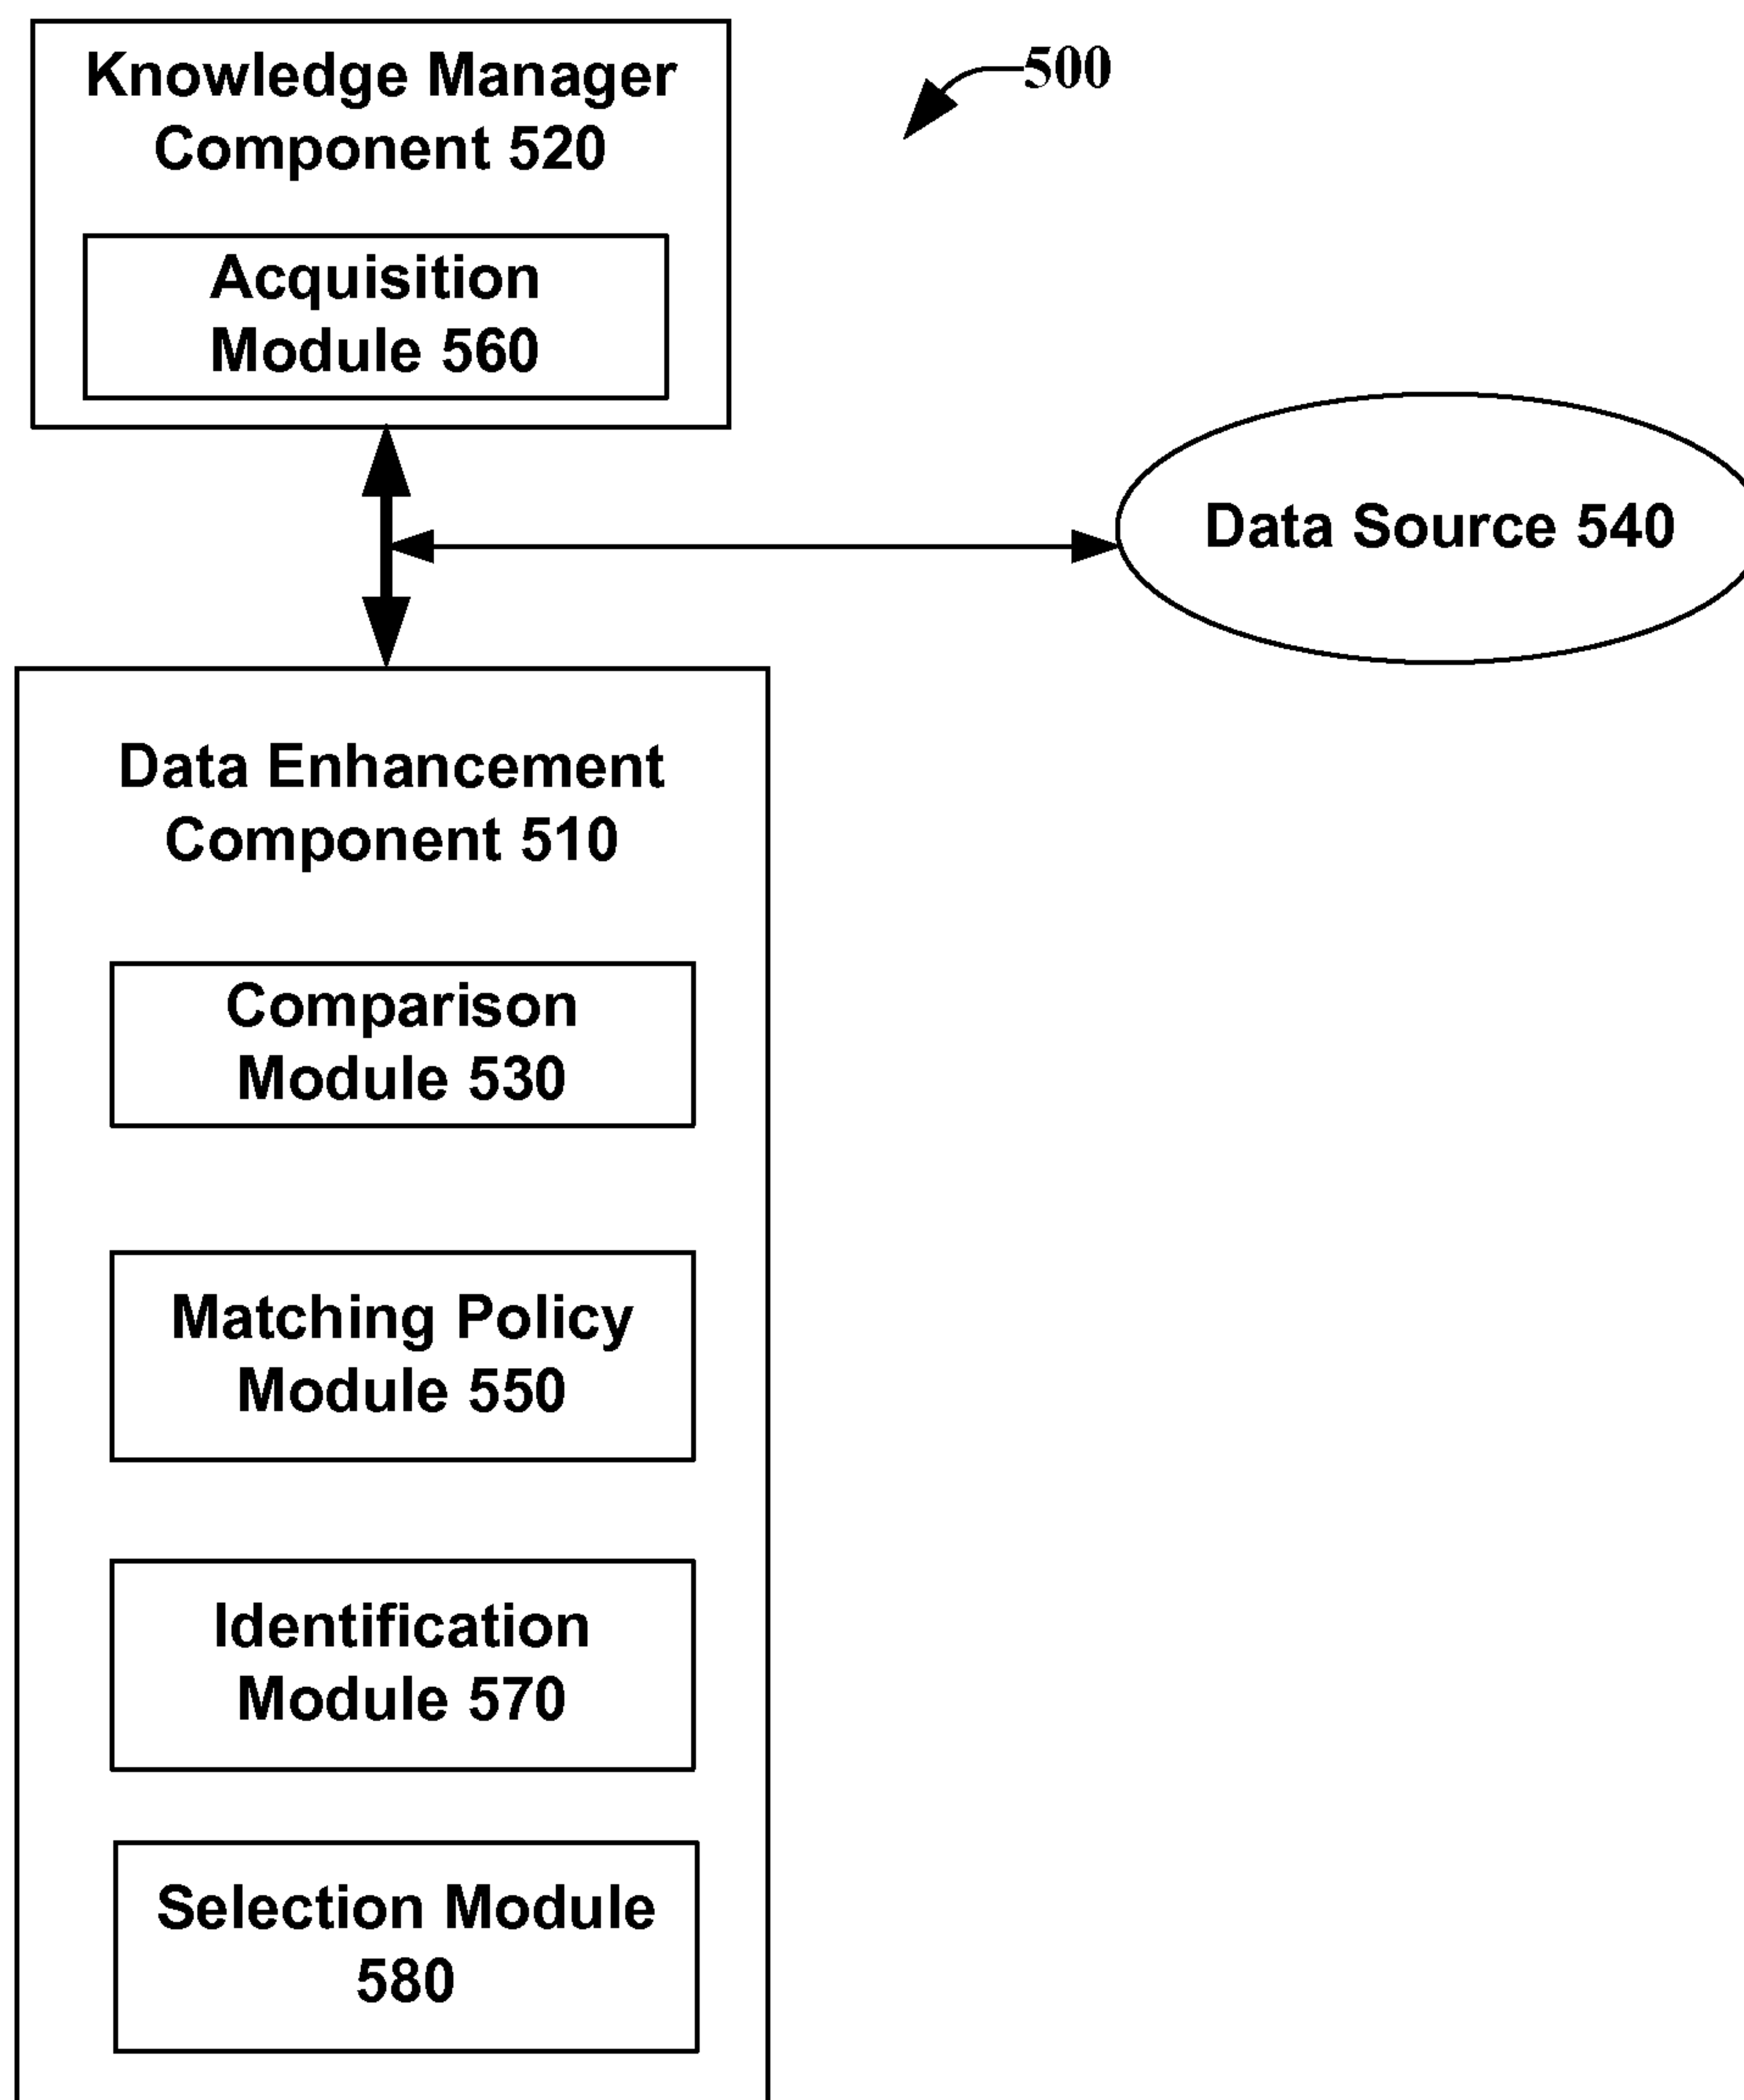 Knowledge Manager
Component 520
500
Acquisition
Module 560
Data Source 540
Data Enhancement
Component 510
Comparison
Module 530
Matching Policy
Module 550
Identification
Module 570
Selection Module
580